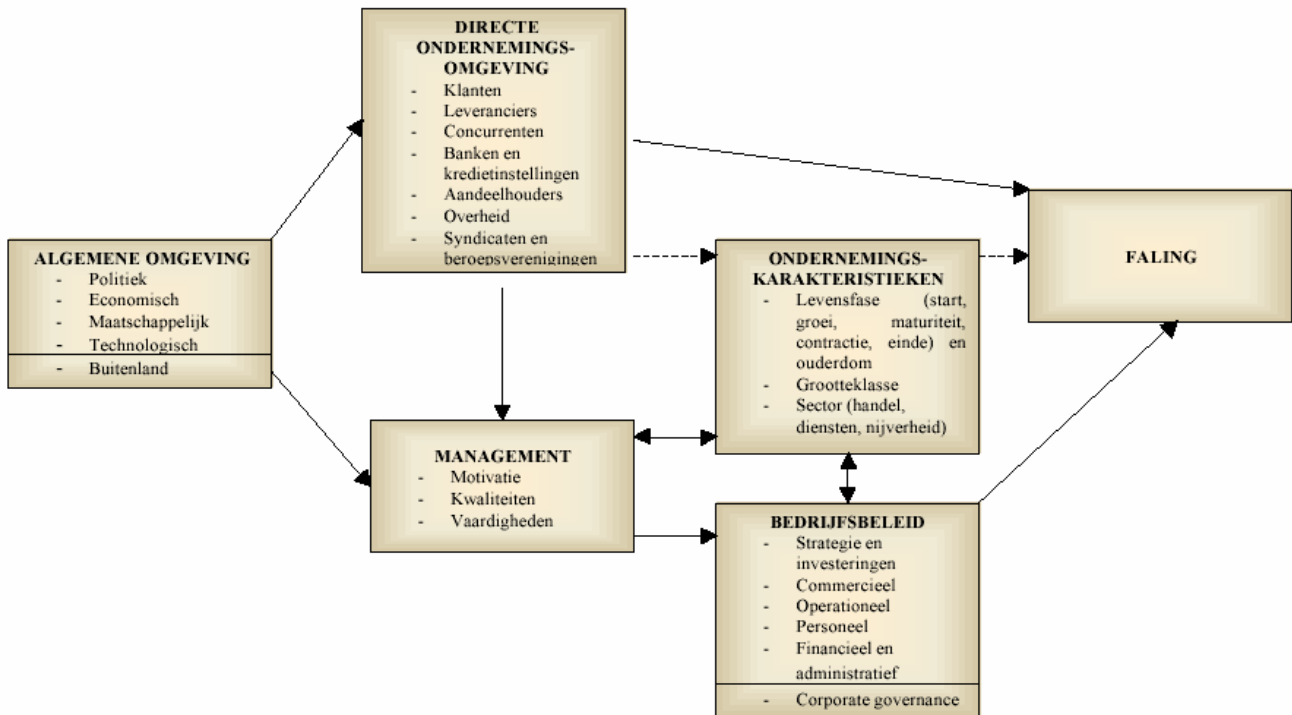 DIRECTE
ONDERNEMINGS-
OMGEVING
- Klanten
- Leveranciers
- Concurrenten
- Banken en
kredietinstellingen
- Aandeelhouders
- Overheid
- Syndicaten en
beroepsverenigingen
ALGEMENE OMGEVING
- Politiek
- Economisch
- Maatschappelijk
- Technologisch
- Buitenland
MANAGEMENT
- Motivatie
- Kwaliteiten
- Vaardigheden
ONDERNEMINGS-
KARAKTERISTIEKEN
- Levensfase (start,
groei, maturiteit,
contractie, einde) en
ouderdom
- Grootteklasse
- Sector (handel,
diensten, nijverheid)
BEDRIJFSBELEID
- Strategie en
investeringen
- Commercieel
- Operationeel
- Personeel
- Financieel en
administratief
- Corporate governance
FALING